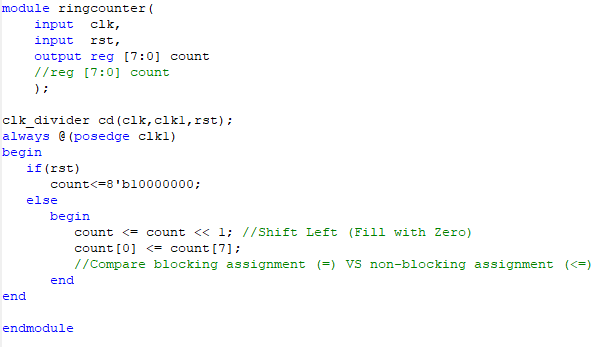 module ringcounter(
    input  clk,
    input  rst,
    output reg [7:0] count
    //reg [7:0] count
    );
clk_divider cd(clk,clk1,rst);
always @(posedge clk1)
begin
   if(rst)
      count<=8'b10000000;
   else
      begin
         count <= count << 1; //Shift Left (Fill with Zero)
         count[0] <= count[7];
         //Compare blocking assignment (=) VS non-blocking assignment (<=)
      end
end
endmodule